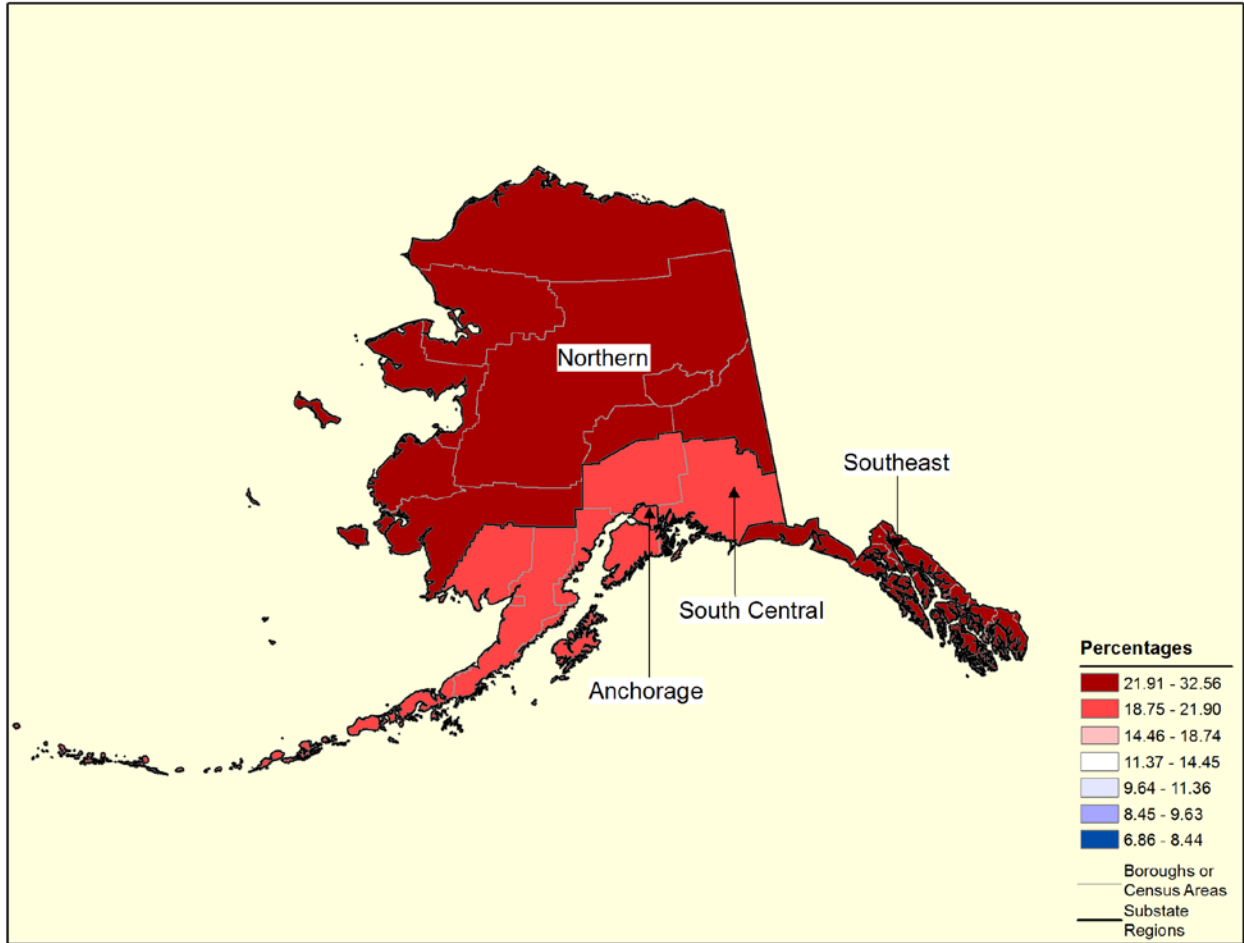 Northern
Southeast
South Central
Anchorage
Percentages
21.91 - 32.56
18.75 - 21.90
14.46 - 18.74
11.37 - 14.45
9.64 - 11.36
8.45 - 9.63
6.86 - 8.44
Boroughs or
Census Areas
Substate
Regions